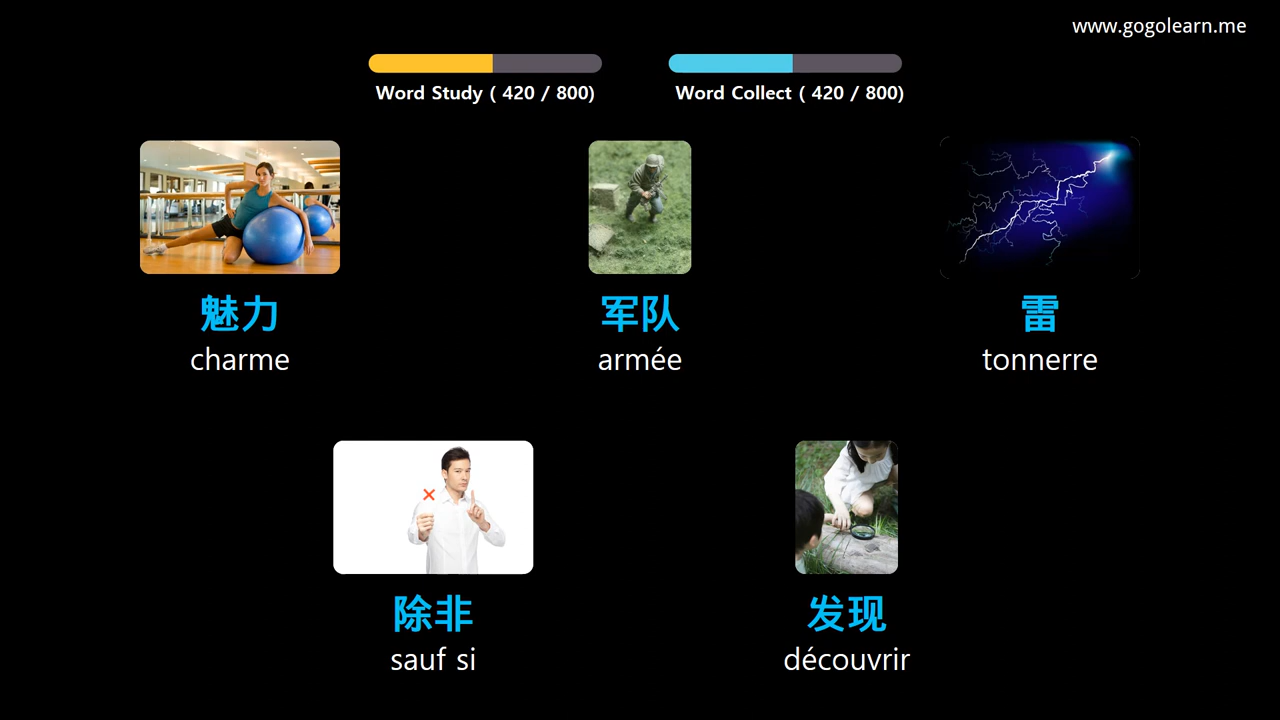 www.gogolearn.me
Word Study ( 420 / 800)
Word Collect ( 420 / 800)
魅力
charme
军队
armée
雷
tonnerre
除非
sauf si
发现
découvrir